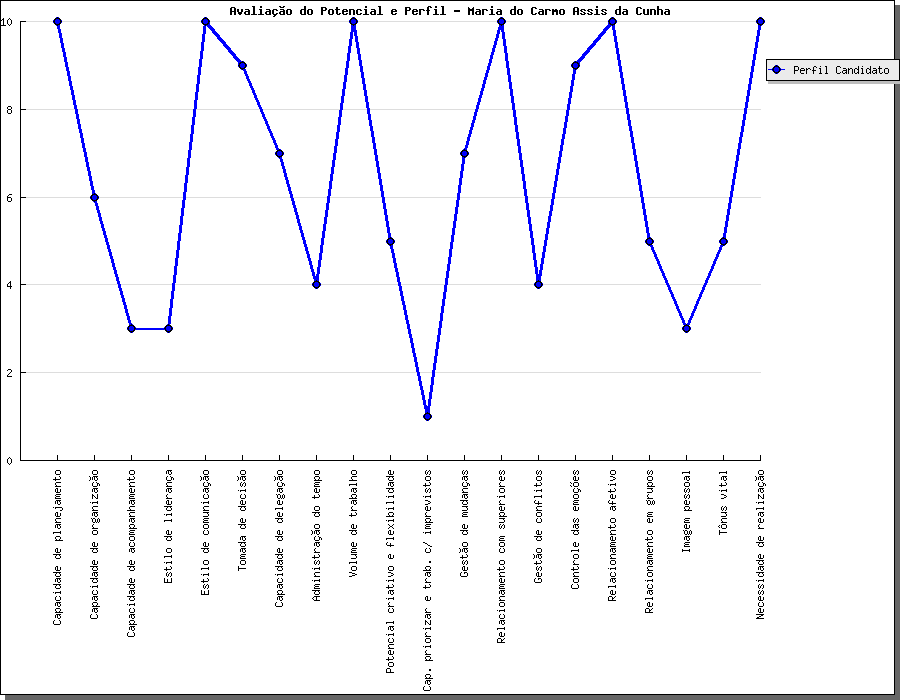 Avaliação do Potencial e Perfil - Maria do Carmo Assis da Cunha
10
8
6
4
2
0
Perfil Candidato
Capacidade de planejamento
Capacidade de organização
Capacidade de acompanhamento
Estilo de liderança
Estilo de comunicação
Tomada de decisão
Capacidade de delegação
Administração do tempo
Volume de trabalho
Potencial criativo e flexibilidade
Cap. priorizar e trab. c/ imprevistos
Gestão de mudanças
Relacionamento com superiores
Gestão de conflitos
Controle das emoções
Relacionamento afetivo
Relacionamento em grupos
Imagem pessoal
Tônus vital
Necessidade de realização